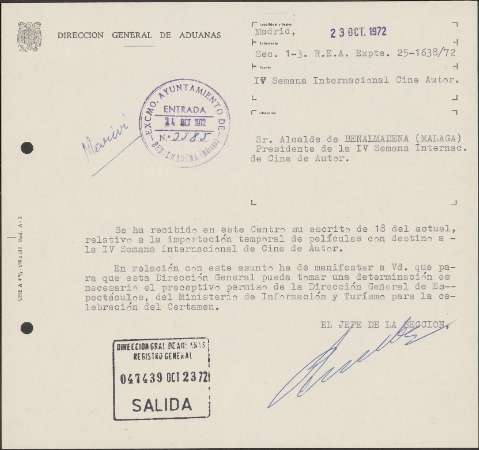 DIRECCION GENERAL DE ADUANAS
Madrid, 23 OCT. 1972
Sec. 1-3. R.E.A. Expte. 25-1638/72
IV Semana Internacional Cine Autor.
Mariví
EXCMO. AYUNTAMIENTO DE
ENTRADA
24 OCT 1972
N.º 2585
Sr. Alcalde de BENALMADENA (MALAGA)
Presidente de la IV Semana Internac.
de Cine de Autor.
Se ha recibido en este Centro su escrito de 18 del actual,
relativo a la importación temporal de películas con destino a -
la IV Semana Internacional de Cine de Autor.
En relación con este asunto ha de manifestar a Vd. que pa-
ra que esta Dirección General pueda tomar una determinación es
necesario el preceptivo permiso de la Dirección General de Es-
pectáculos, del Ministerio de Información y Turismo para la ce-
lebración del Certamen.
EL JEFE DE LA SECCION,
DIRECCION GRAL DE ADUANAS
REGISTRO GENERAL
047439 OCT 23 72
SALIDA